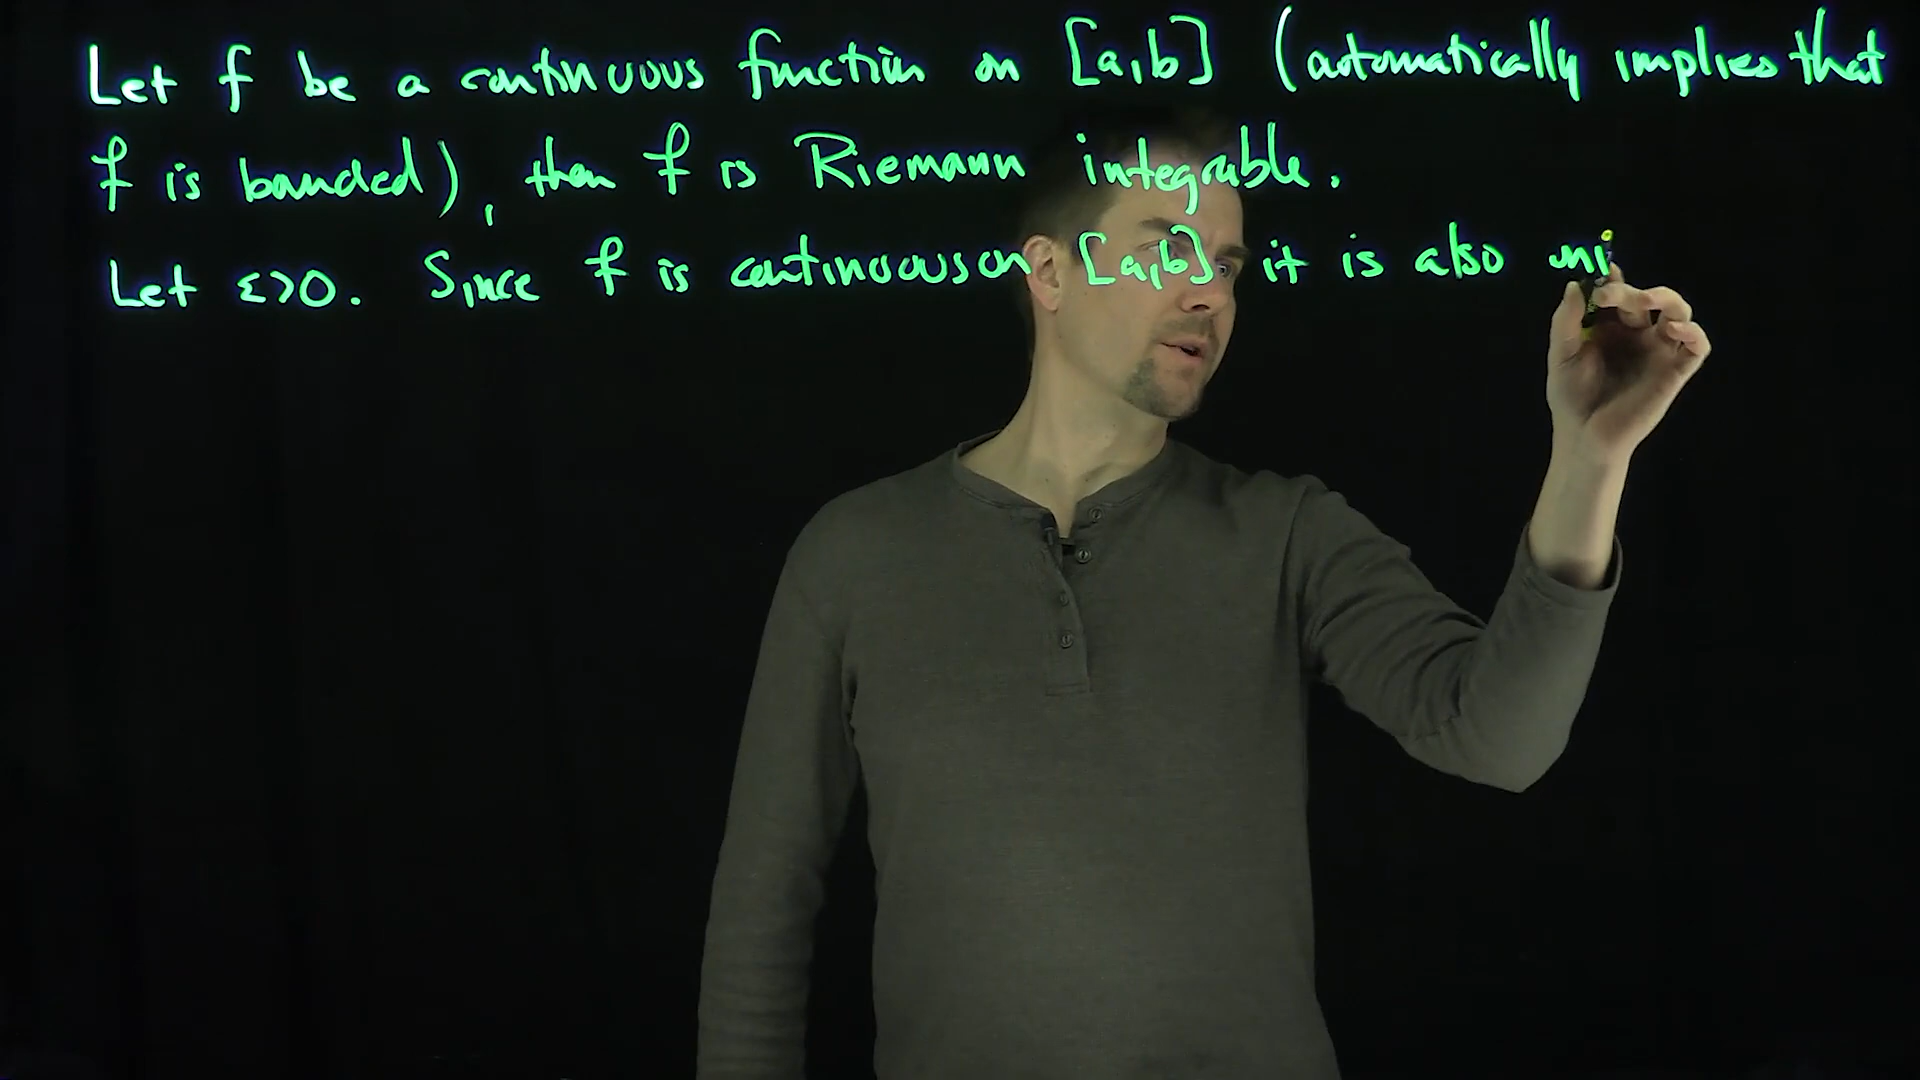 Let f be a continuous function on [a,b] (automatically implies that
f is bounded), then f is Riemann integrable.
Let ε>0. Since f is continuous on [a,b] it is also uni